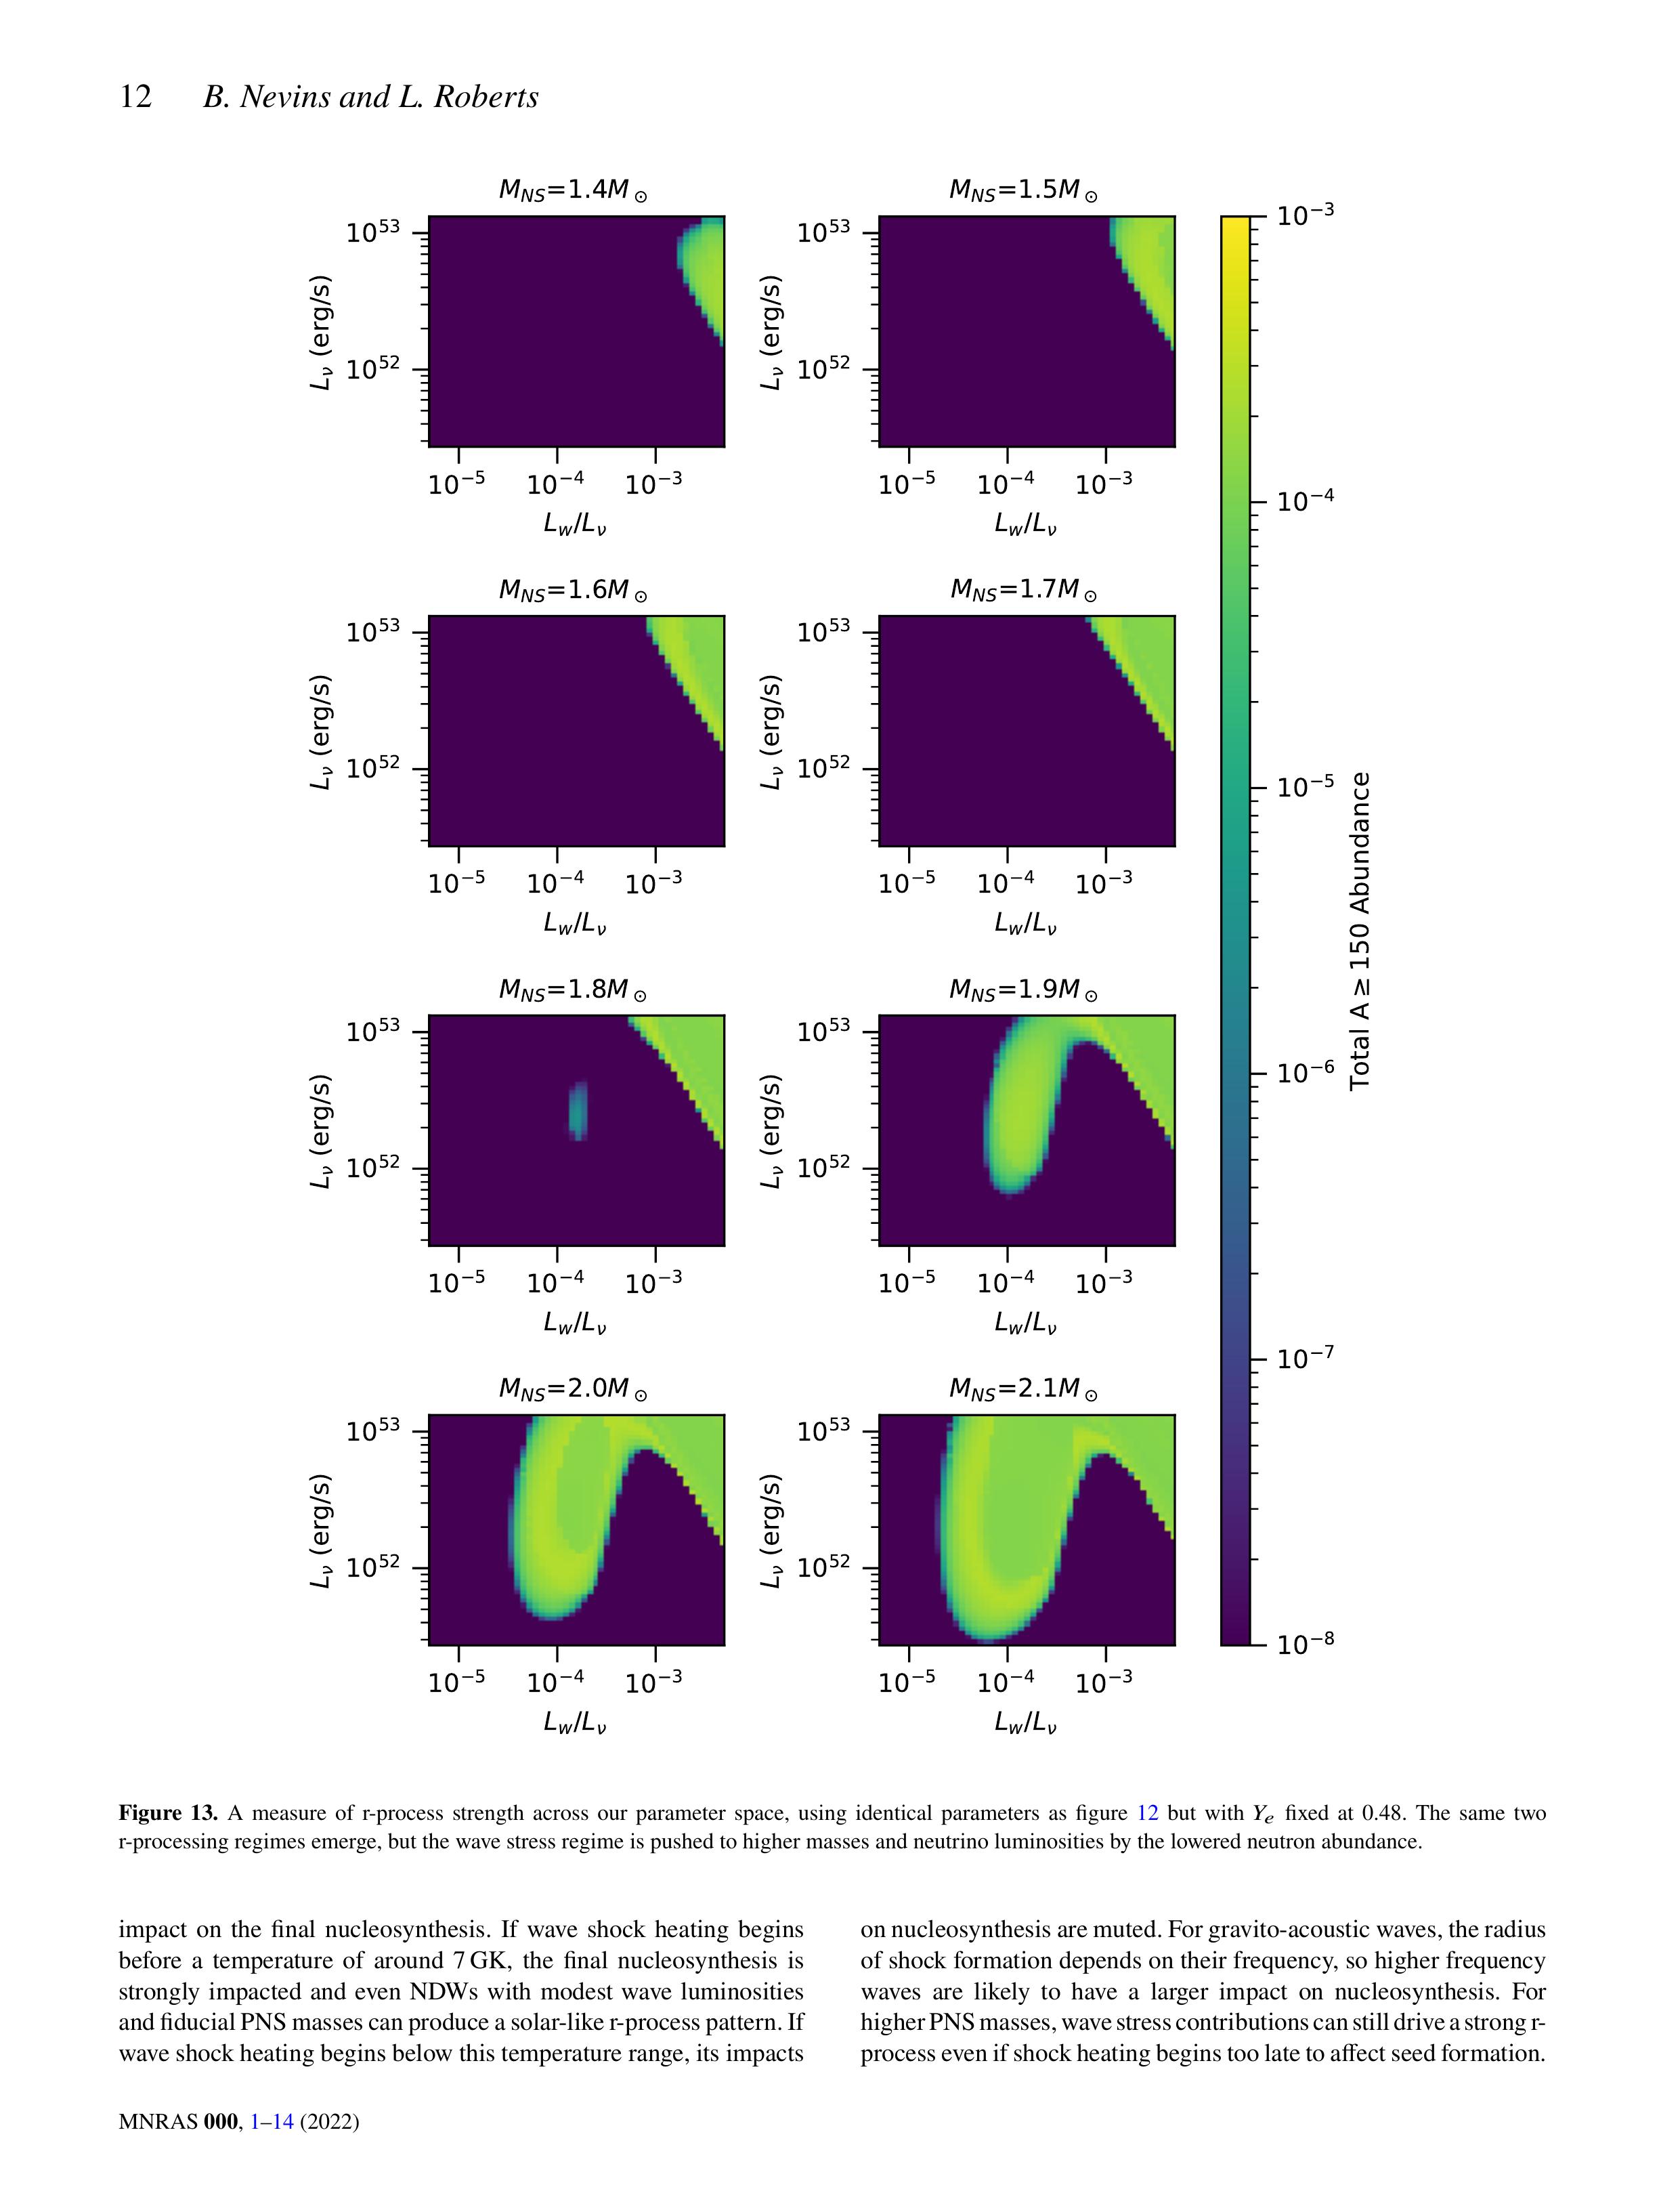 12 B. Nevins and L. Roberts
M_NS=1.4M_⊙
M_NS=1.5M_⊙
10^53
10^52
L_ν (erg/s)
10^−5 10^−4 10^−3
L_w/L_ν
10^53
10^52
L_ν (erg/s)
10^−5 10^−4 10^−3
L_w/L_ν
M_NS=1.6M_⊙
M_NS=1.7M_⊙
10^53
10^52
L_ν (erg/s)
10^−5 10^−4 10^−3
L_w/L_ν
10^53
10^52
L_ν (erg/s)
10^−5 10^−4 10^−3
L_w/L_ν
M_NS=1.8M_⊙
M_NS=1.9M_⊙
10^53
10^52
L_ν (erg/s)
10^−5 10^−4 10^−3
L_w/L_ν
10^53
10^52
L_ν (erg/s)
10^−5 10^−4 10^−3
L_w/L_ν
M_NS=2.0M_⊙
M_NS=2.1M_⊙
10^53
10^52
L_ν (erg/s)
10^−5 10^−4 10^−3
L_w/L_ν
10^53
10^52
L_ν (erg/s)
10^−5 10^−4 10^−3
L_w/L_ν
10^−3
10^−4
10^−5
10^−6
10^−7
10^−8
Total A ≥ 150 Abundance
Figure 13. A measure of r-process strength across our parameter space, using identical parameters as figure 12 but with Y_e fixed at 0.48. The same two
r-processing regimes emerge, but the wave stress regime is pushed to higher masses and neutrino luminosities by the lowered neutron abundance.
impact on the final nucleosynthesis. If wave shock heating begins
before a temperature of around 7 GK, the final nucleosynthesis is
strongly impacted and even NDWs with modest wave luminosities
and fiducial PNS masses can produce a solar-like r-process pattern. If
wave shock heating begins below this temperature range, its impacts
on nucleosynthesis are muted. For gravito-acoustic waves, the radius
of shock formation depends on their frequency, so higher frequency
waves are likely to have a larger impact on nucleosynthesis. For
higher PNS masses, wave stress contributions can still drive a strong r-
process even if shock heating begins too late to affect seed formation.
MNRAS 000, 1–14 (2022)